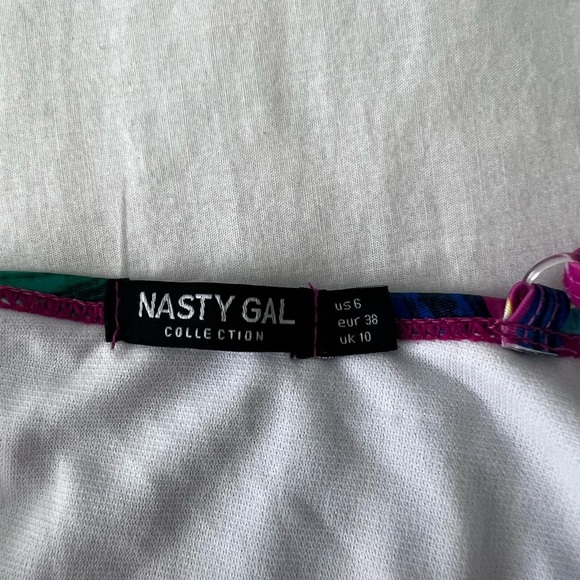 NASTY GAL
COLLECTION
us 6
eur 38
uk 10